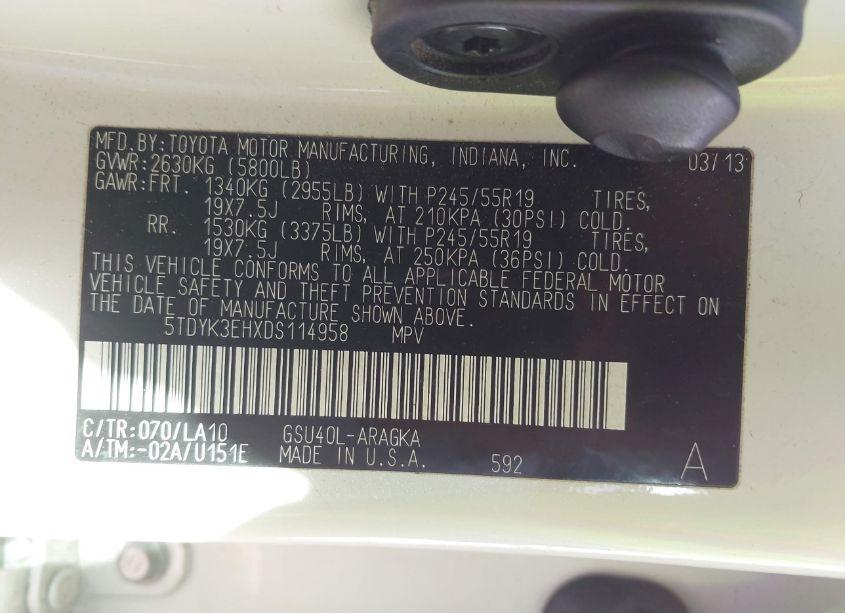 MFD.BY:TOYOTA MOTOR MANUFACTURING, INDIANA, INC. 03/13
GVWR:2630KG (5800LB)
GAWR:FRT. 1340KG (2955LB) WITH P245/55R19 TIRES,
19X7.5J RIMS, AT 210KPA (30PSI) COLD.
RR. 1530KG (3375LB) WITH P245/55R19 TIRES,
19X7.5J RIMS, AT 250KPA (36PSI) COLD.
THIS VEHICLE CONFORMS TO ALL APPLICABLE FEDERAL MOTOR
VEHICLE SAFETY AND THEFT PREVENTION STANDARDS IN EFFECT ON
THE DATE OF MANUFACTURE SHOWN ABOVE.
5TDYK3EHXDS114958 MPV
C/TR:070/LA10 GSU40L-ARAGKA
A/TM:-02A/U151E MADE IN U.S.A. 592 A